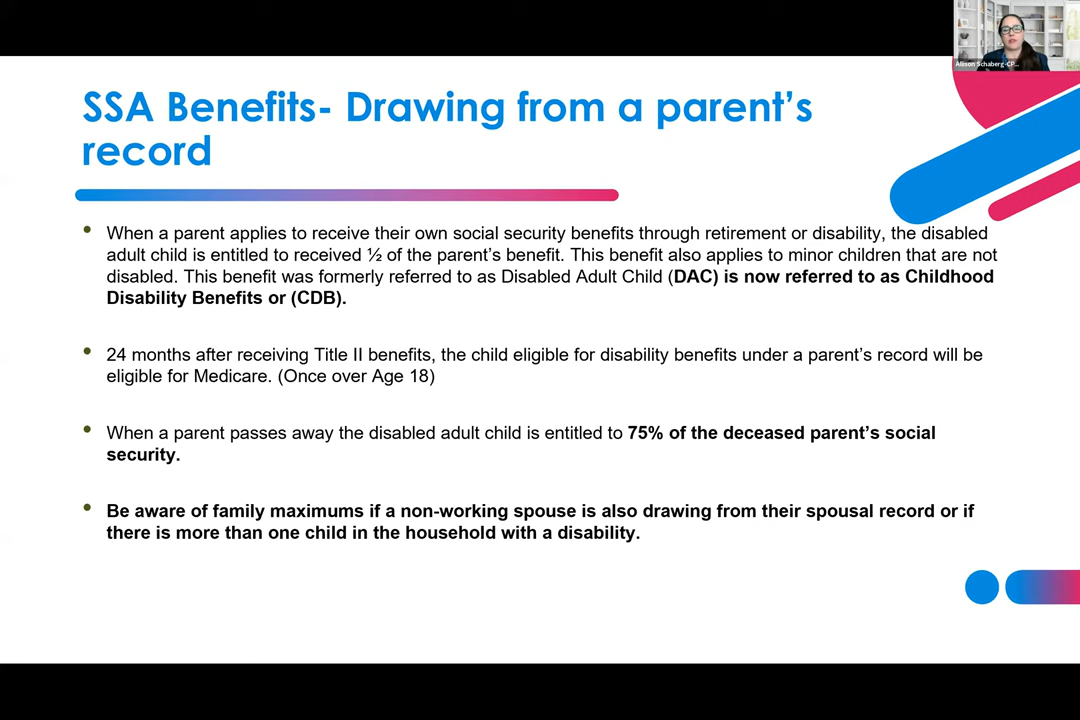 Allison Schaberg-CP...
SSA Benefits- Drawing from a parent's
record
• When a parent applies to receive their own social security benefits through retirement or disability, the disabled
adult child is entitled to received ½ of the parent's benefit. This benefit also applies to minor children that are not
disabled. This benefit was formerly referred to as Disabled Adult Child (DAC) is now referred to as Childhood
Disability Benefits or (CDB).
• 24 months after receiving Title II benefits, the child eligible for disability benefits under a parent's record will be
eligible for Medicare. (Once over Age 18)
• When a parent passes away the disabled adult child is entitled to 75% of the deceased parent's social
security.
• Be aware of family maximums if a non-working spouse is also drawing from their spousal record or if
there is more than one child in the household with a disability.